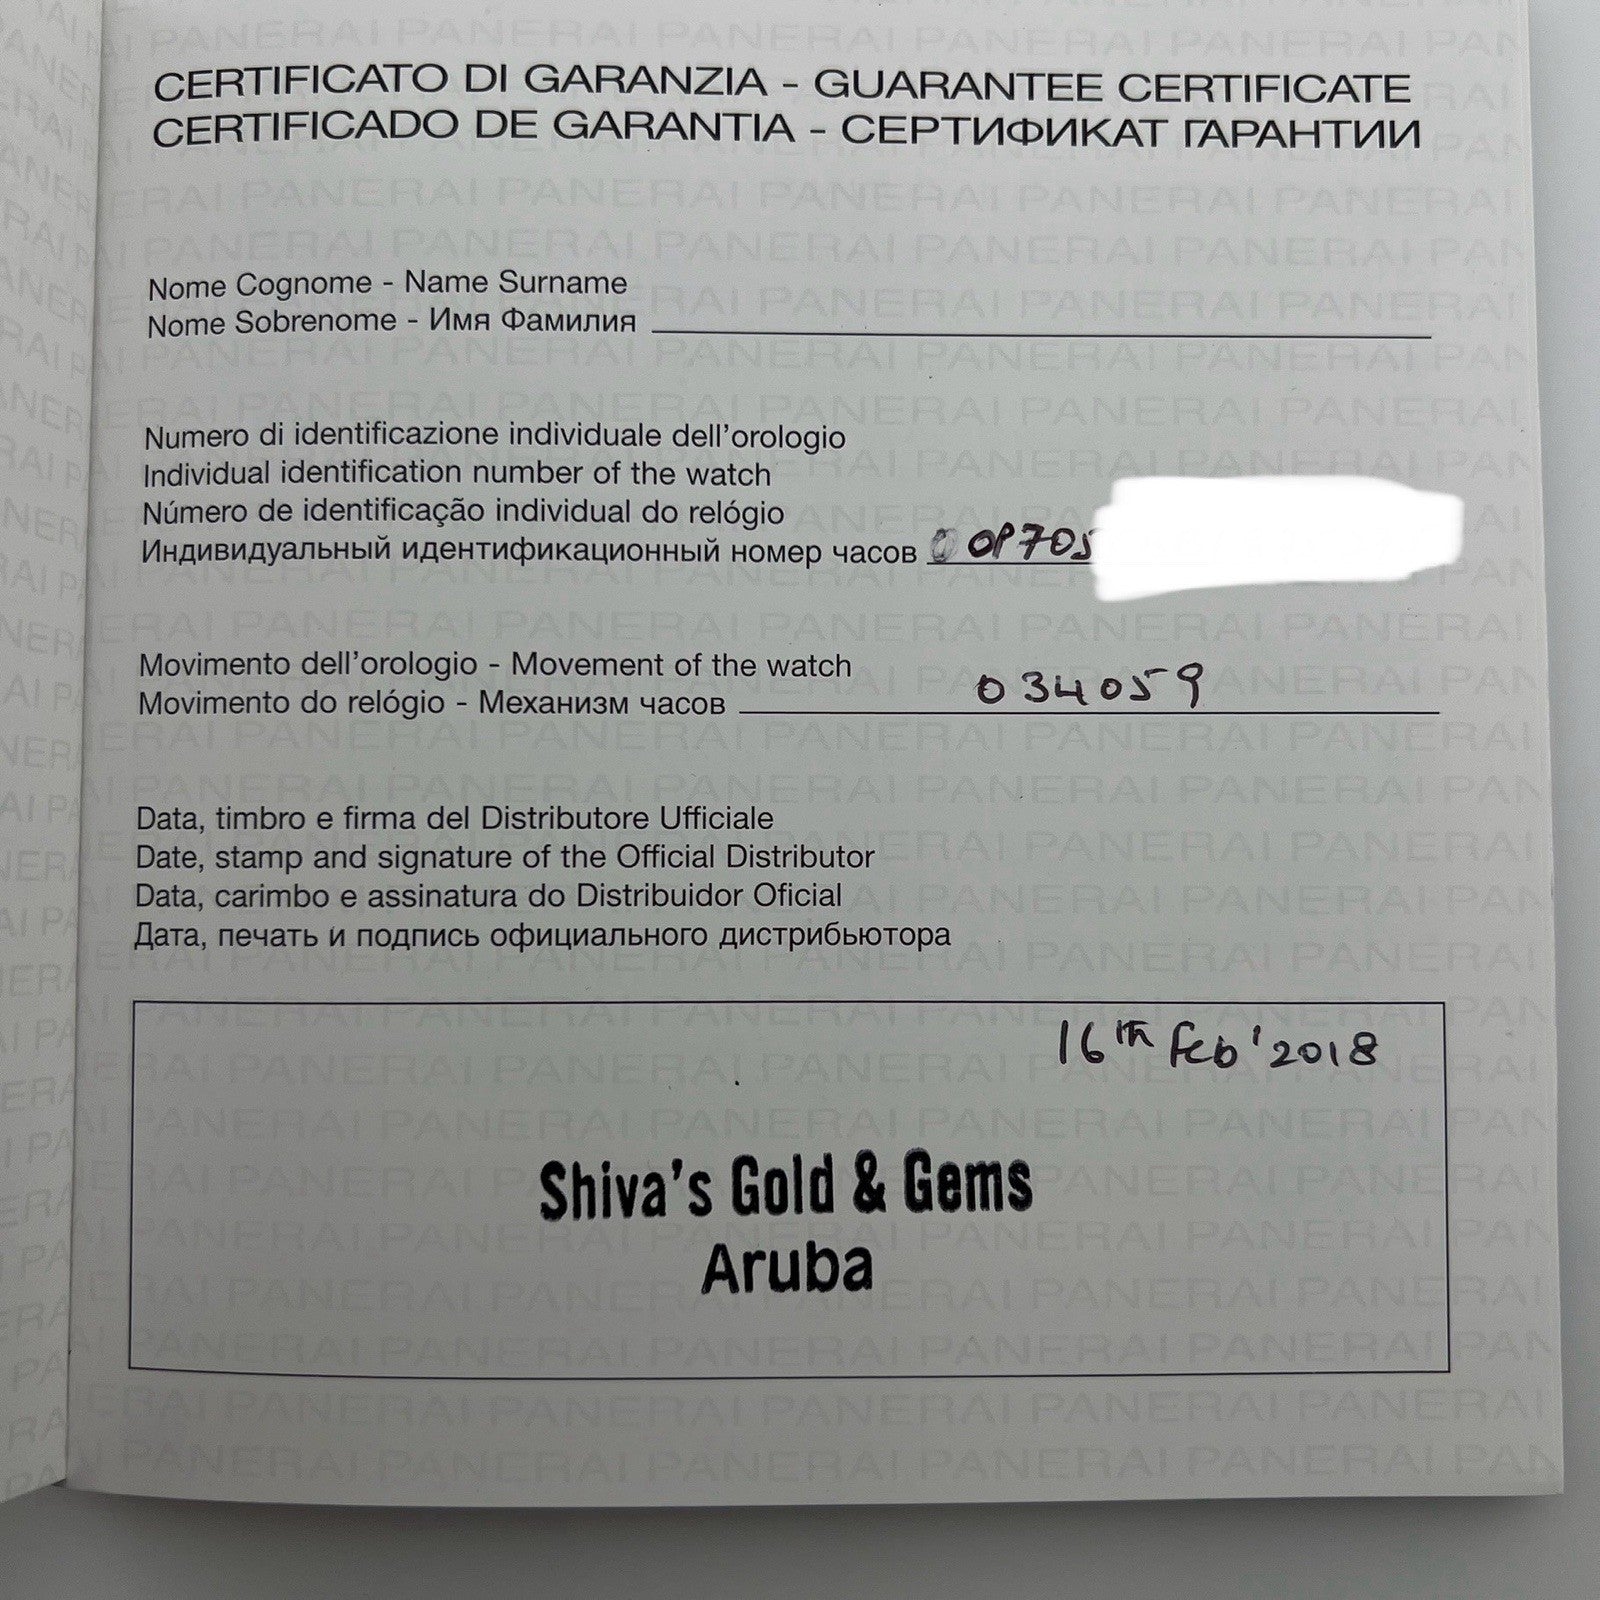 CERTIFICATO DI GARANZIA - GUARANTEE CERTIFICATE
CERTIFICADO DE GARANTIA - СЕРТИФИКАТ ГАРАНТИИ
Nome Cognome - Name Surname
Nome Sobrenome - Имя Фамилия
Numero di identificazione individuale dell'orologio
Individual identification number of the watch
Número de identificação individual do relógio
Индивидуальный идентификационный номер часов OP705
Movimento dell'orologio - Movement of the watch
Movimento do relógio - Механизм часов 034059
Data, timbro e firma del Distributore Ufficiale
Date, stamp and signature of the Official Distributor
Data, carimbo e assinatura do Distribuidor Oficial
Дата, печать и подпись официального дистрибьютора
16th Feb '2018
Shiva's Gold & Gems
Aruba